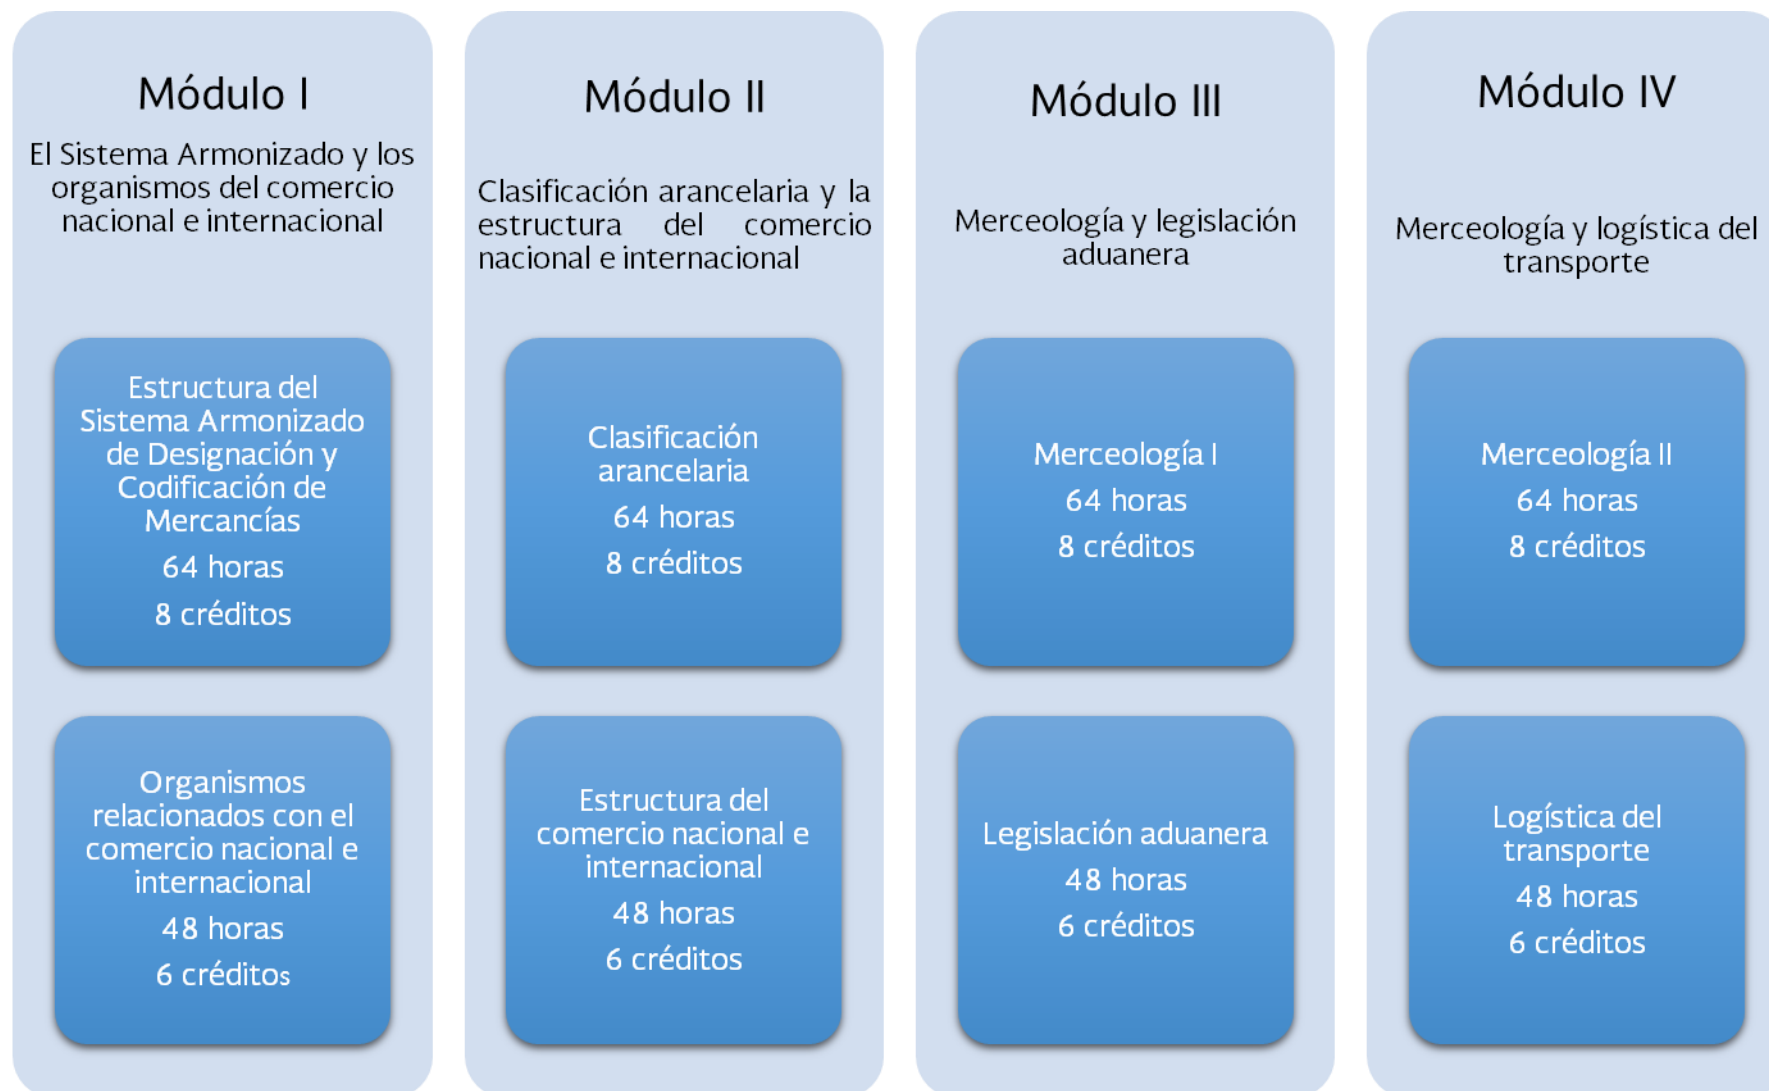 Módulo I
El Sistema Armonizado y los
organismos del comercio
nacional e internacional
Estructura del
Sistema Armonizado
de Designación y
Codificación de
Mercancías
64 horas
8 créditos
Organismos
relacionados con el
comercio nacional e
internacional
48 horas
6 créditos
Módulo II
Clasificación arancelaria y la
estructura del comercio
nacional e internacional
Clasificación
arancelaria
64 horas
8 créditos
Estructura del
comercio nacional e
internacional
48 horas
6 créditos
Módulo III
Merceología y legislación
aduanera
Merceología I
64 horas
8 créditos
Legislación aduanera
48 horas
6 créditos
Módulo IV
Merceología y logística del
transporte
Merceología II
64 horas
8 créditos
Logística del
transporte
48 horas
6 créditos